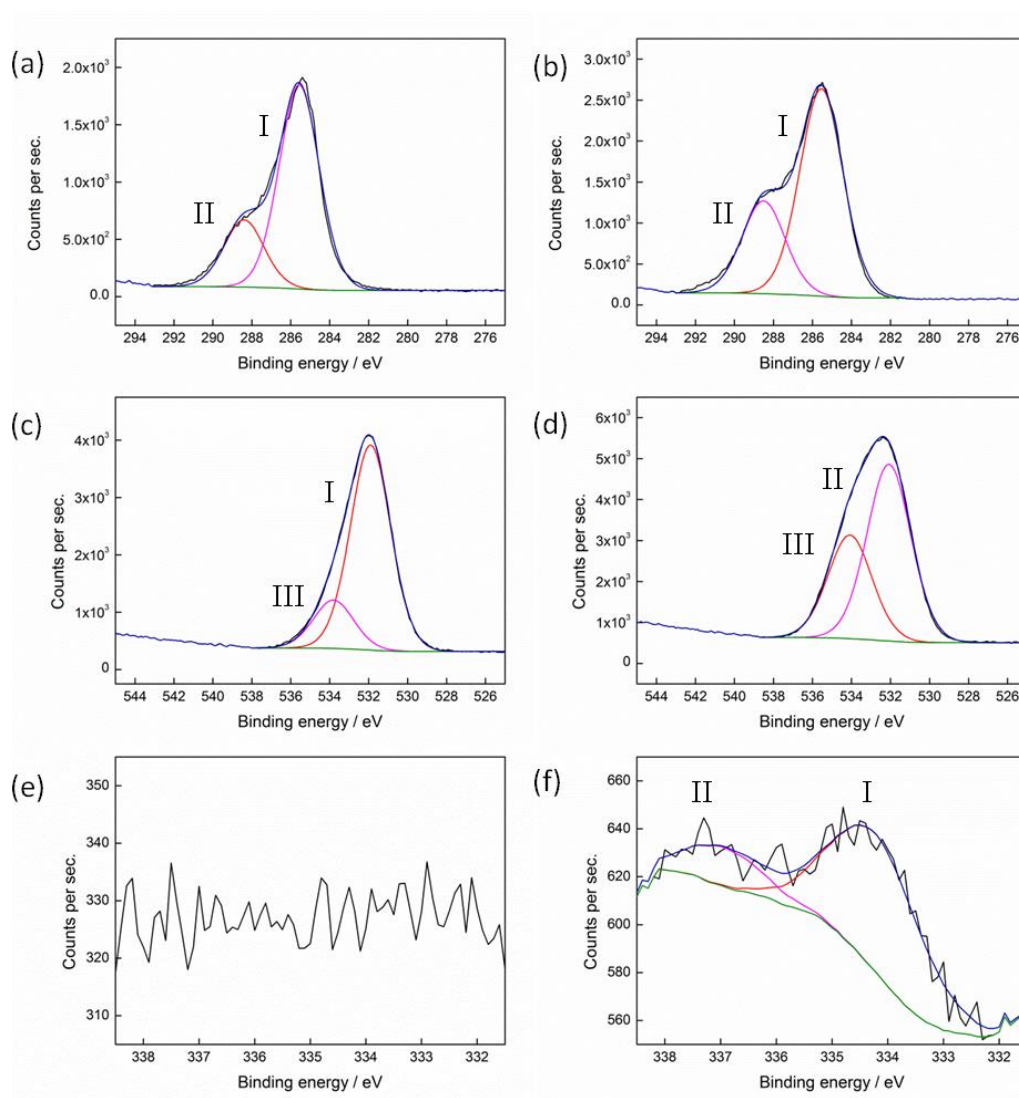 (a)
Counts per sec.
2.0x10³
1.5x10³
1.0x10³
5.0x10²
0.0
I
II
294 292 290 288 286 284 282 280 278 276
Binding energy / eV
(b)
Counts per sec.
3.0x10³
2.5x10³
2.0x10³
1.5x10³
1.0x10³
5.0x10²
0.0
I
II
294 292 290 288 286 284 282 280 278 276
Binding energy / eV
(c)
Counts per sec.
4x10³
3x10³
2x10³
1x10³
0
I
III
544 542 540 538 536 534 532 530 528 526
Binding energy / eV
(d)
Counts per sec.
6x10³
5x10³
4x10³
3x10³
2x10³
1x10³
0
II
III
544 542 540 538 536 534 532 530 528 526
Binding energy / eV
(e)
Counts per sec.
350
340
330
320
310
338 337 336 335 334 333 332
Binding energy / eV
(f)
Counts per sec.
660
640
620
600
580
560
II I
338 337 336 335 334 333 332
Binding energy / eV